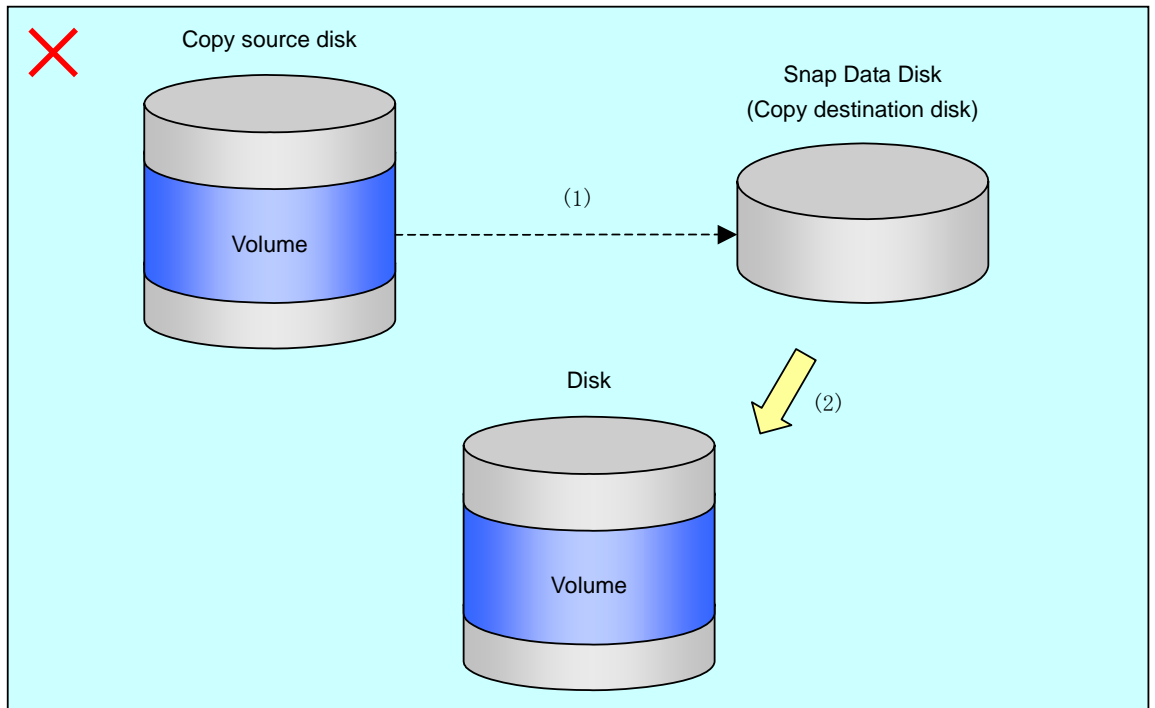 Copy source disk
Snap Data Disk
(Copy destination disk)
Volume
(1)
Disk
(2)
Volume